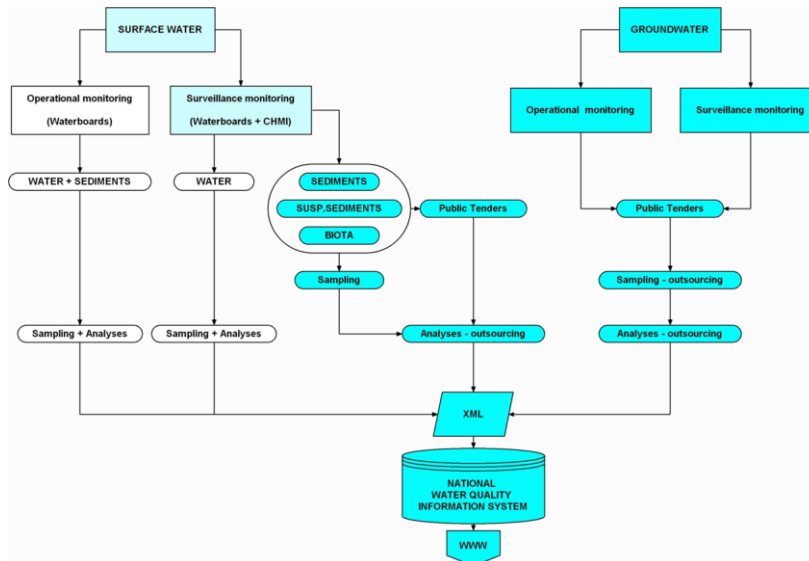 SURFACE WATER
GROUNDWATER
Operational monitoring
(Waterboards)
Surveillance monitoring
(Waterboards + CHMI)
Operational monitoring
Surveillance monitoring
WATER + SEDIMENTS
WATER
SEDIMENTS
SUSP.SEDIMENTS
BIOTA
Public Tenders
Public Tenders
Sampling
Sampling - outsourcing
Sampling + Analyses
Sampling + Analyses
Analyses - outsourcing
Analyses - outsourcing
XML
NATIONAL
WATER QUALITY
INFORMATION SYSTEM
WWW